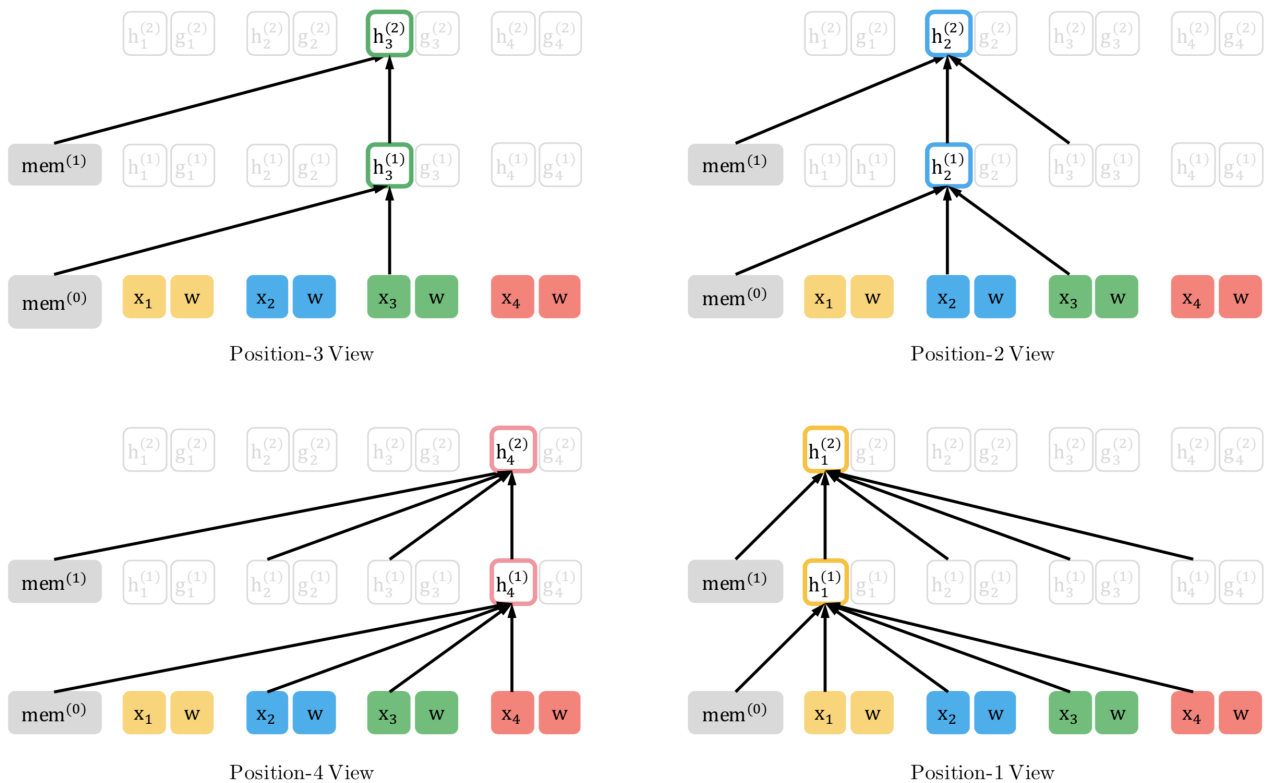 h₁⁽²⁾ g₁⁽²⁾ h₂⁽²⁾ g₂⁽²⁾ h₃⁽²⁾ g₃⁽²⁾ h₄⁽²⁾ g₄⁽²⁾
mem⁽¹⁾ h₁⁽¹⁾ g₁⁽¹⁾ h₂⁽¹⁾ g₂⁽¹⁾ h₃⁽¹⁾ g₃⁽¹⁾ h₄⁽¹⁾ g₄⁽¹⁾
mem⁽⁰⁾ x₁ w x₂ w x₃ w x₄ w
Position-3 View
h₁⁽²⁾ g₁⁽²⁾ h₂⁽²⁾ g₂⁽²⁾ h₃⁽²⁾ g₃⁽²⁾ h₄⁽²⁾ g₄⁽²⁾
mem⁽¹⁾ h₁⁽¹⁾ h₁⁽¹⁾ h₂⁽¹⁾ g₂⁽¹⁾ h₃⁽¹⁾ g₃⁽¹⁾ h₄⁽¹⁾ g₄⁽¹⁾
mem⁽⁰⁾ x₁ w x₂ w x₃ w x₄ w
Position-2 View
h₁⁽²⁾ g₁⁽²⁾ h₂⁽²⁾ g₂⁽²⁾ h₃⁽²⁾ g₃⁽²⁾ h₄⁽²⁾ g₄⁽²⁾
mem⁽¹⁾ h₁⁽¹⁾ g₁⁽¹⁾ h₂⁽¹⁾ g₂⁽¹⁾ h₃⁽¹⁾ g₃⁽¹⁾ h₄⁽¹⁾ g₄⁽¹⁾
mem⁽⁰⁾ x₁ w x₂ w x₃ w x₄ w
Position-4 View
h₁⁽²⁾ g₁⁽²⁾ h₂⁽²⁾ g₂⁽²⁾ h₃⁽²⁾ g₃⁽²⁾ h₄⁽²⁾ g₄⁽²⁾
mem⁽¹⁾ h₁⁽¹⁾ g₁⁽¹⁾ h₂⁽¹⁾ g₂⁽¹⁾ h₃⁽¹⁾ g₃⁽¹⁾ h₄⁽¹⁾ g₄⁽¹⁾
mem⁽⁰⁾ x₁ w x₂ w x₃ w x₄ w
Position-1 View